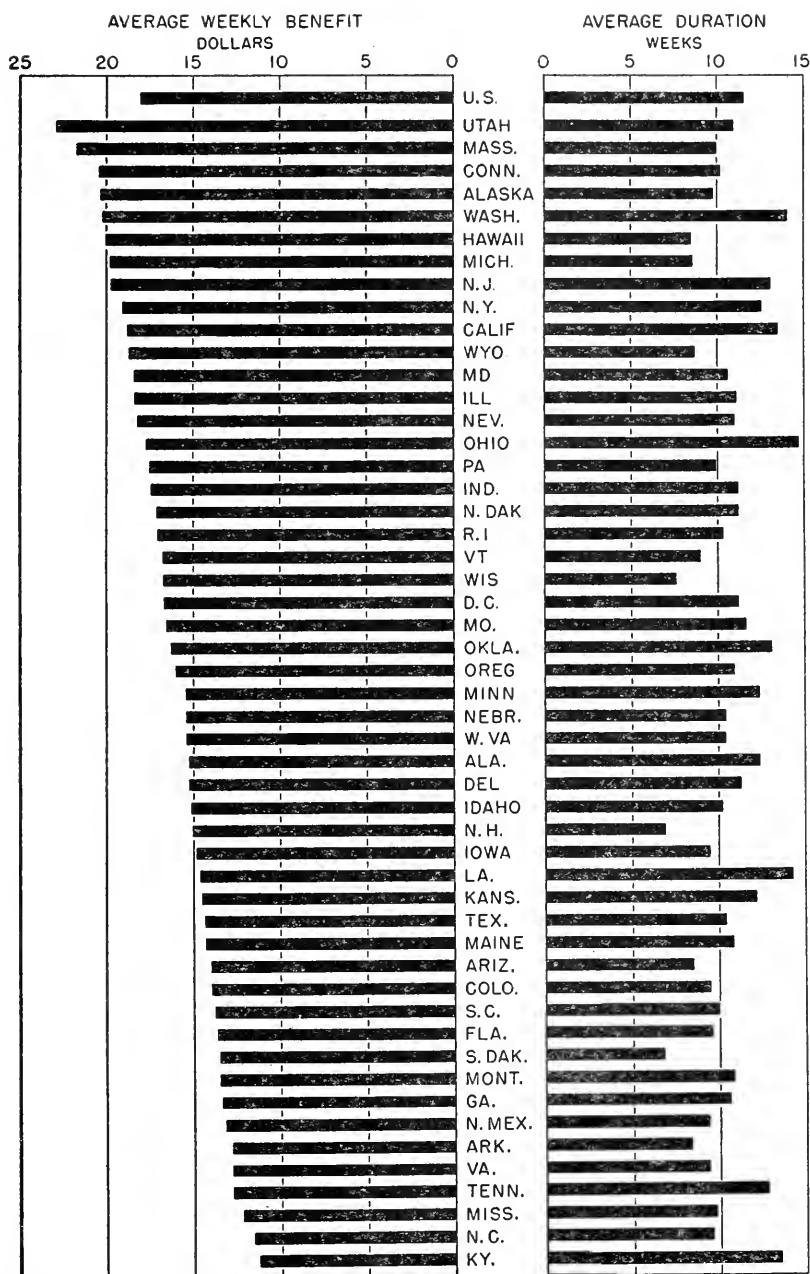 AVERAGE WEEKLY BENEFIT AVERAGE DURATION
DOLLARS WEEKS
25 20 15 10 5 0 0 5 10 15
U.S.
UTAH
MASS.
CONN.
ALASKA
WASH.
HAWAII
MICH.
N.J.
N.Y.
CALIF
WYO.
MD
ILL
NEV.
OHIO
PA
IND.
N. DAK
R.I
VT
WIS
D.C.
MO.
OKLA.
OREG
MINN
NEBR.
W.VA
ALA.
DEL
IDAHO
N.H.
IOWA
LA.
KANS.
TEX.
MAINE
ARIZ.
COLO.
S.C.
FLA.
S.DAK.
MONT.
GA.
N.MEX.
ARK.
VA.
TENN.
MISS.
N.C.
KY.